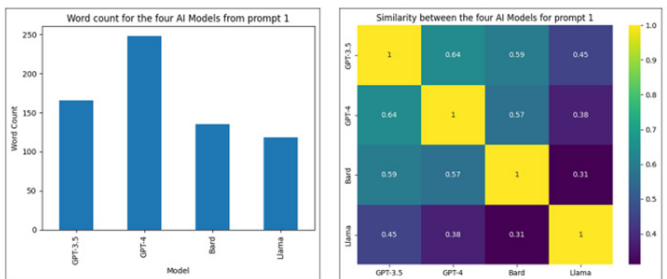 Word count for the four AI Models from prompt 1
250
200
150
100
50
0
Word Count
GPT-3.5
GPT-4
Bard
Llama
Model
Similarity between the four AI Models for prompt 1
GPT-3.5
GPT-4
Bard
Llama
1 0.64 0.59 0.45
0.64 1 0.57 0.38
0.59 0.57 1 0.31
0.45 0.38 0.31 1
GPT-3.5 GPT-4 Bard Llama
1.0
0.9
0.8
0.7
0.6
0.5
0.4